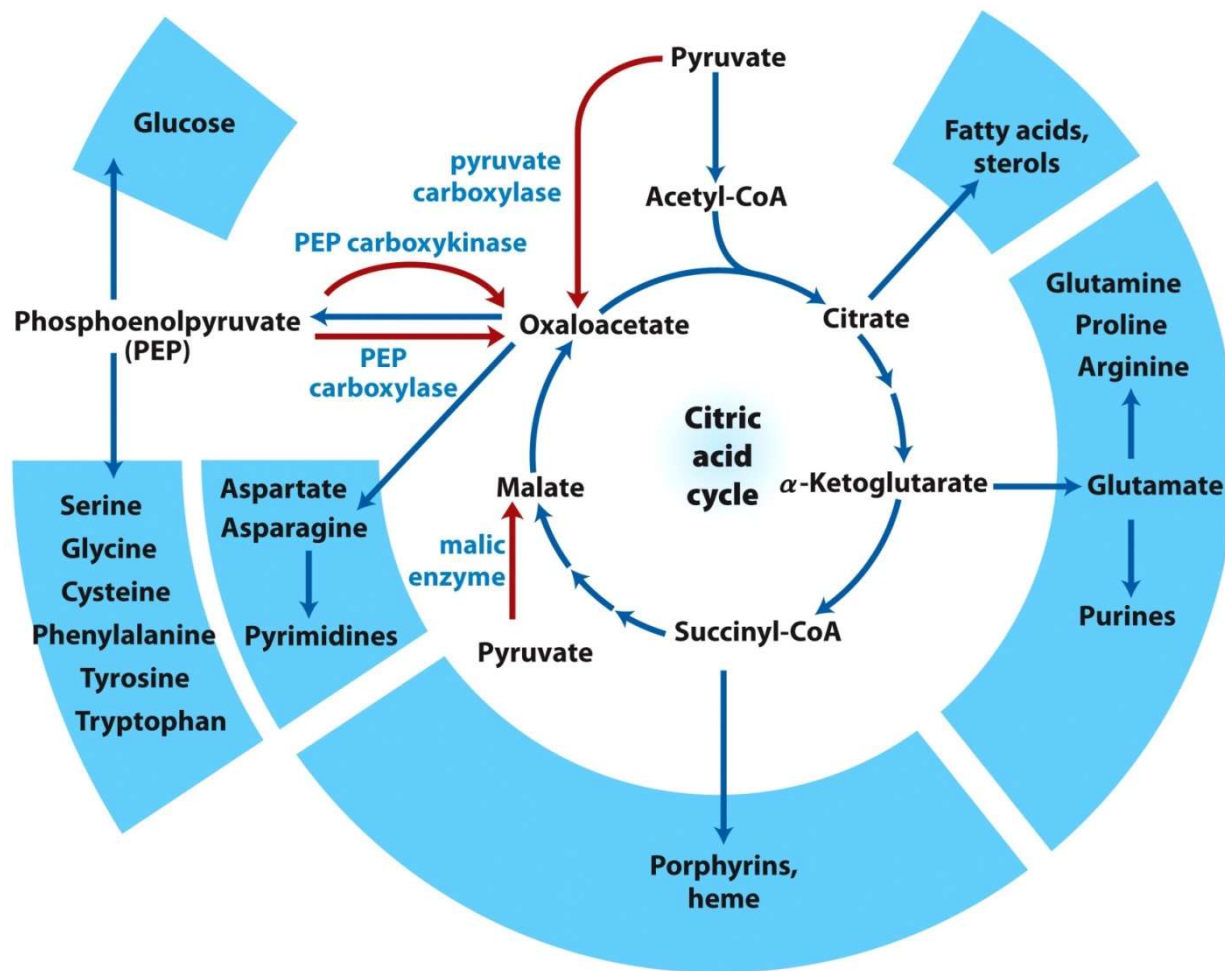 Pyruvate
Glucose
Fatty acids,
sterols
pyruvate
carboxylase
Acetyl-CoA
PEP carboxykinase
Phosphoenolpyruvate
(PEP)
Oxaloacetate
Citrate
PEP
carboxylase
Glutamine
Proline
Arginine
Citric
acid
cycle
Malate
α-Ketoglutarate
Glutamate
Aspartate
Asparagine
Serine
Glycine
Cysteine
Phenylalanine
Tyrosine
Tryptophan
malic
enzyme
Pyrimidines
Pyruvate
Succinyl-CoA
Purines
Porphyrins,
heme